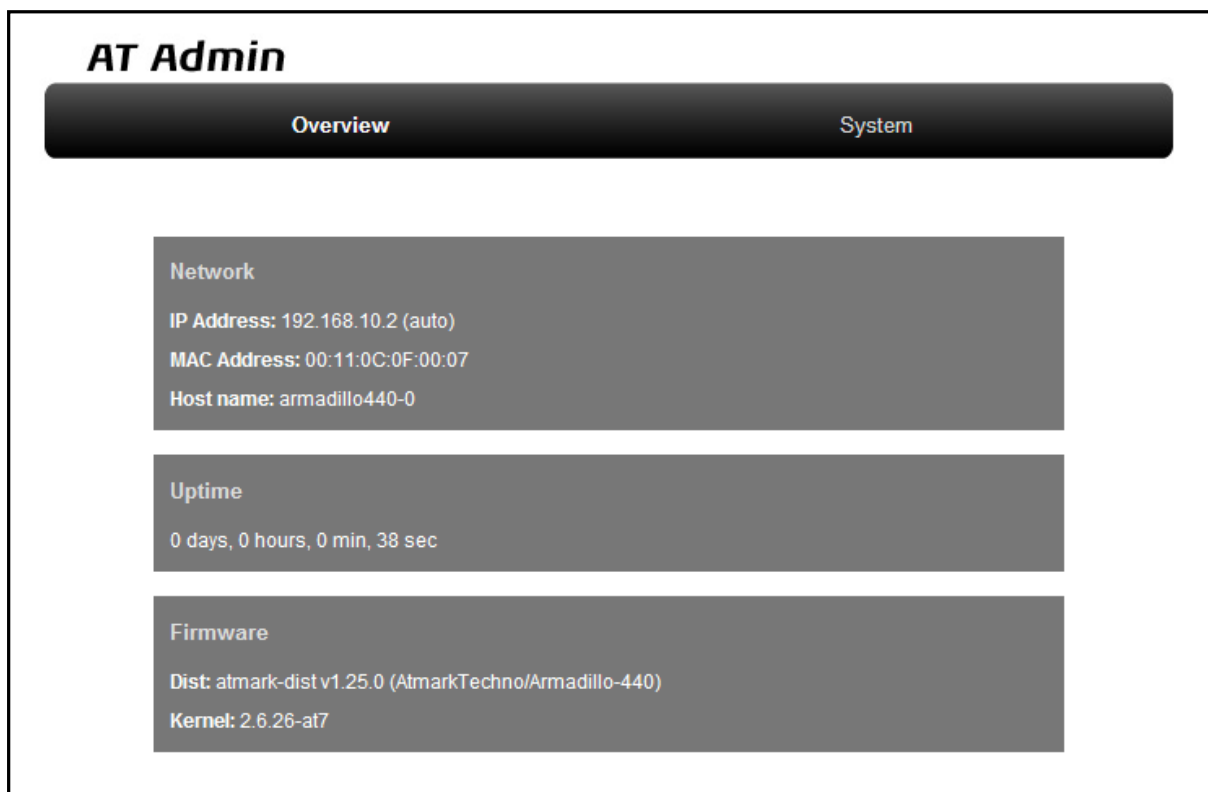 AT Admin
Overview
System
Network
IP Address: 192.168.10.2 (auto)
MAC Address: 00:11:0C:0F:00:07
Host name: armadillo440-0
Uptime
0 days, 0 hours, 0 min, 38 sec
Firmware
Dist: atmark-dist v1.25.0 (AtmarkTechno/Armadillo-440)
Kernel: 2.6.26-at7